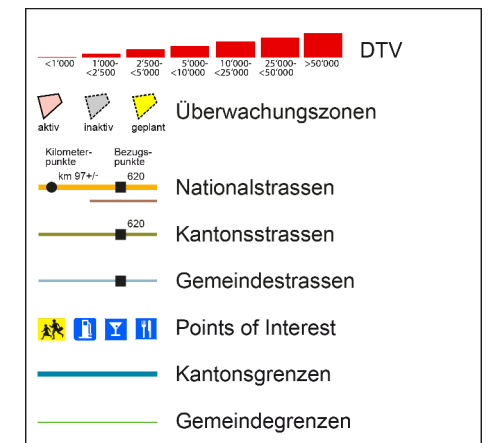 DTV
<1'000 1'000- 2'500- 5'000- 10'000- 25'000- >50'000
<2'500 <5'000 <10'000 <25'000 <50'000
Überwachungszonen
aktiv inaktiv geplant
Kilometer- Bezugs-
punkte punkte
km 97+/- 620
Nationalstrassen
620
Kantonsstrassen
Gemeindestrassen
Points of Interest
Kantonsgrenzen
Gemeindegrenzen